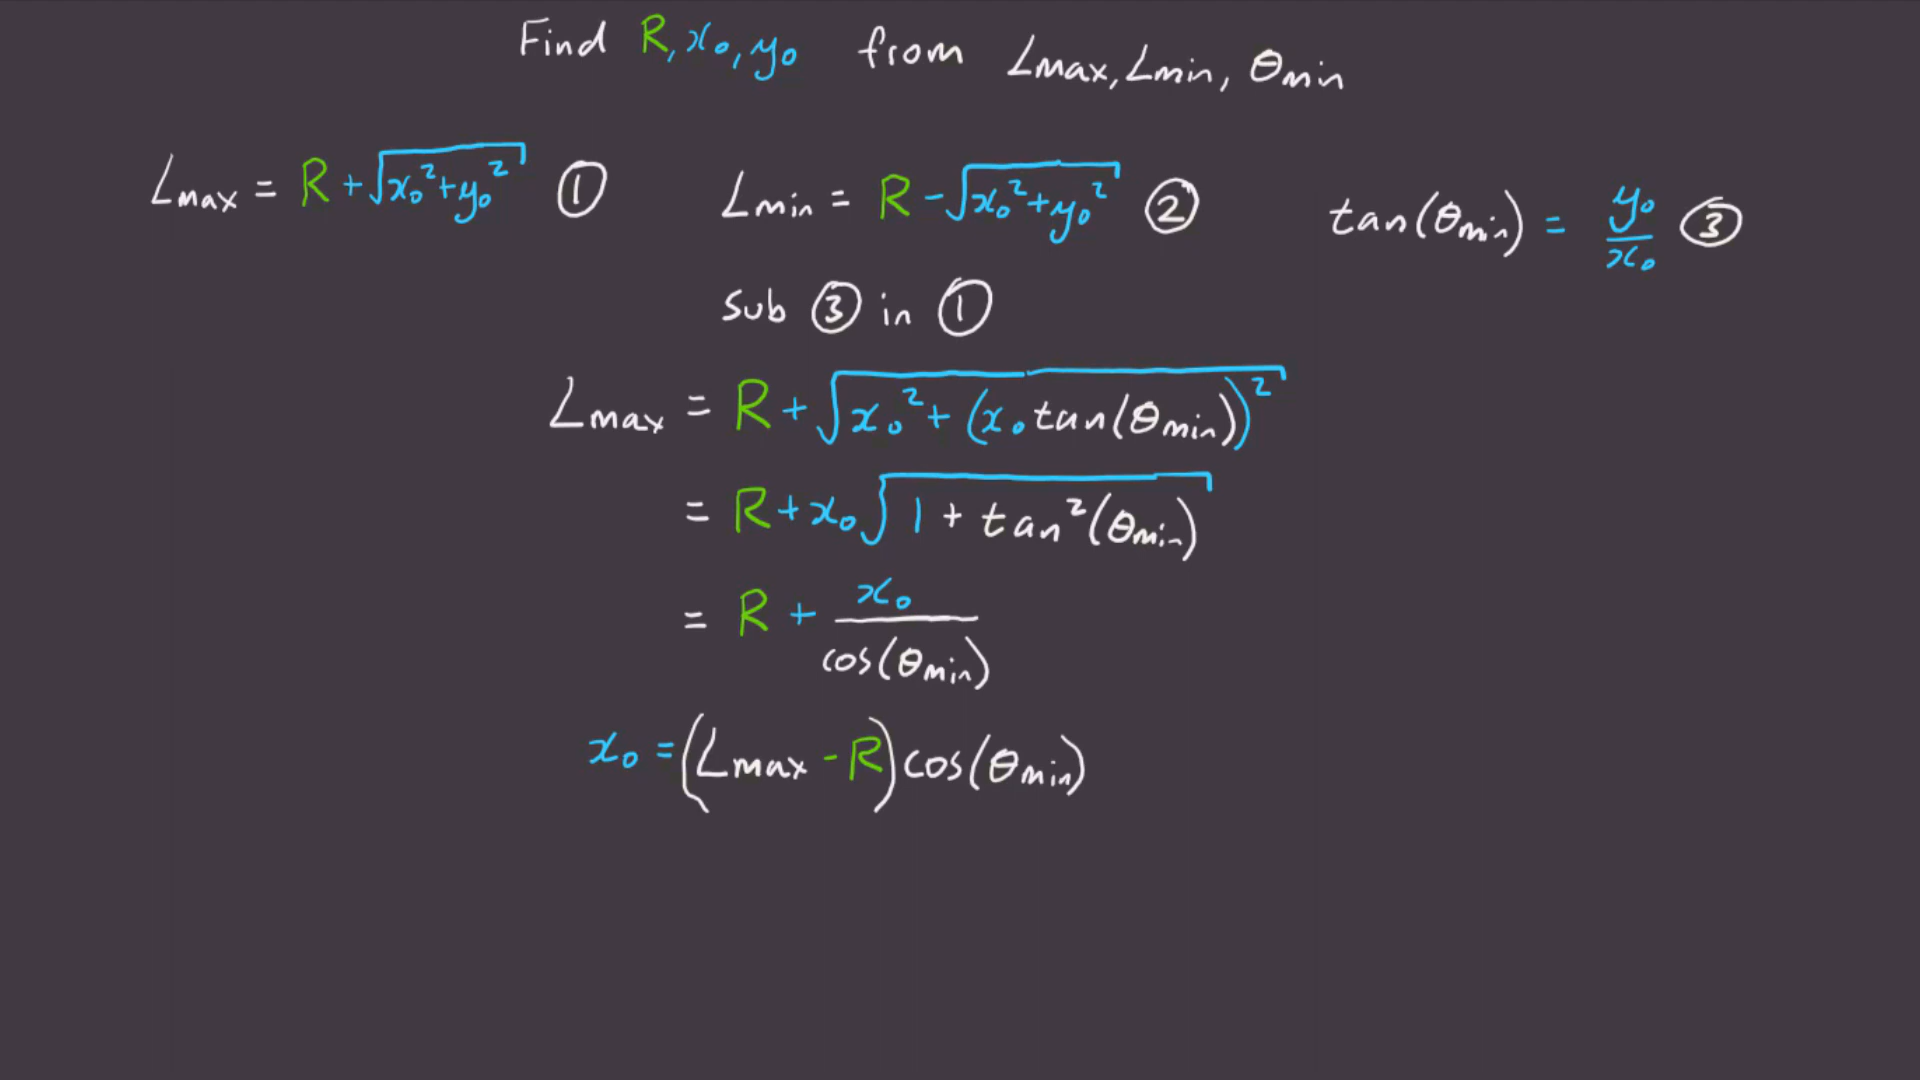 Find R, x₀, y₀ from Lmax, Lmin, θmin
Lmax = R + √(x₀² + y₀²) ① Lmin = R - √(x₀² + y₀²) ② tan(θmin) = y₀/x₀ ③
sub ③ in ①
Lmax = R + √(x₀² + (x₀ tan(θmin))²)
= R + x₀ √(1 + tan²(θmin))
= R + x₀/cos(θmin)
x₀ = (Lmax - R) cos(θmin)